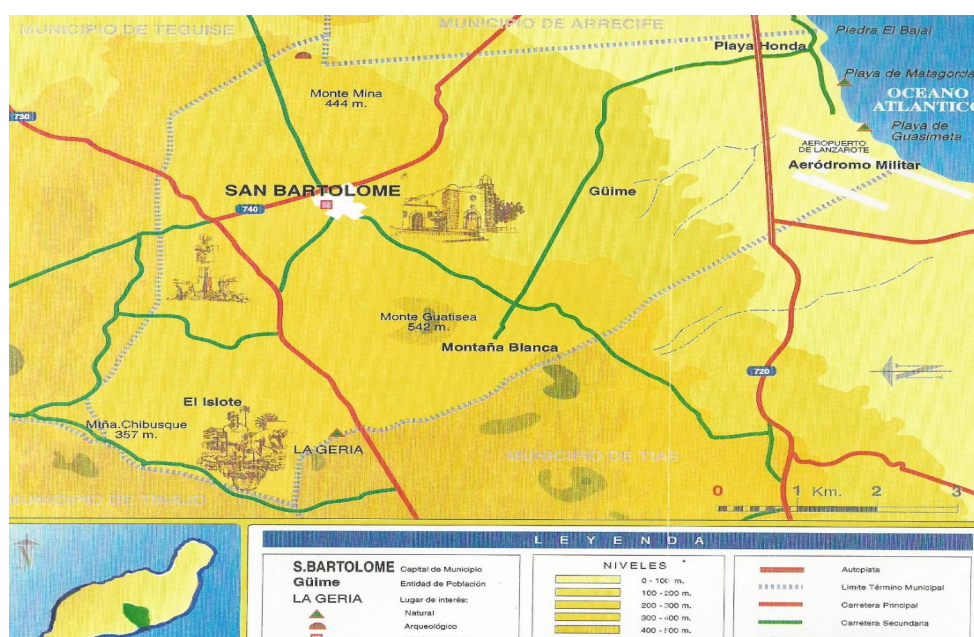 MUNICIPIO DE TEGUISE
MUNICIPIO DE ARRECIFE
Piedra El Bajal
Playa Honda
Playa de Matagorda
OCEANO
ATLANTICO
Monte Mina
444 m.
730
Playa de
Guasimeta
AEROPUERTO
DE LANZAROTE
Aeródromo Militar
SAN BARTOLOME
Güime
740
Monte Guatisea
542 m.
Montaña Blanca
720
El Islote
Mtña.Chibusque
357 m.
LA GERIA
MUNICIPIO DE TIAS
MUNICIPIO DE TINAJO
0 1 Km. 2 3
LEYENDA
S.BARTOLOME Capital de Municipio
Güime Entidad de Población
LA GERIA Lugar de interés:
Natural
Arqueológico
NIVELES
0 - 100 m.
100 - 200 m.
200 - 300 m.
300 - 400 m.
400 - 500 m.
Autopista
Limite Término Municipal
Carretera Principal
Carretera Secundaria